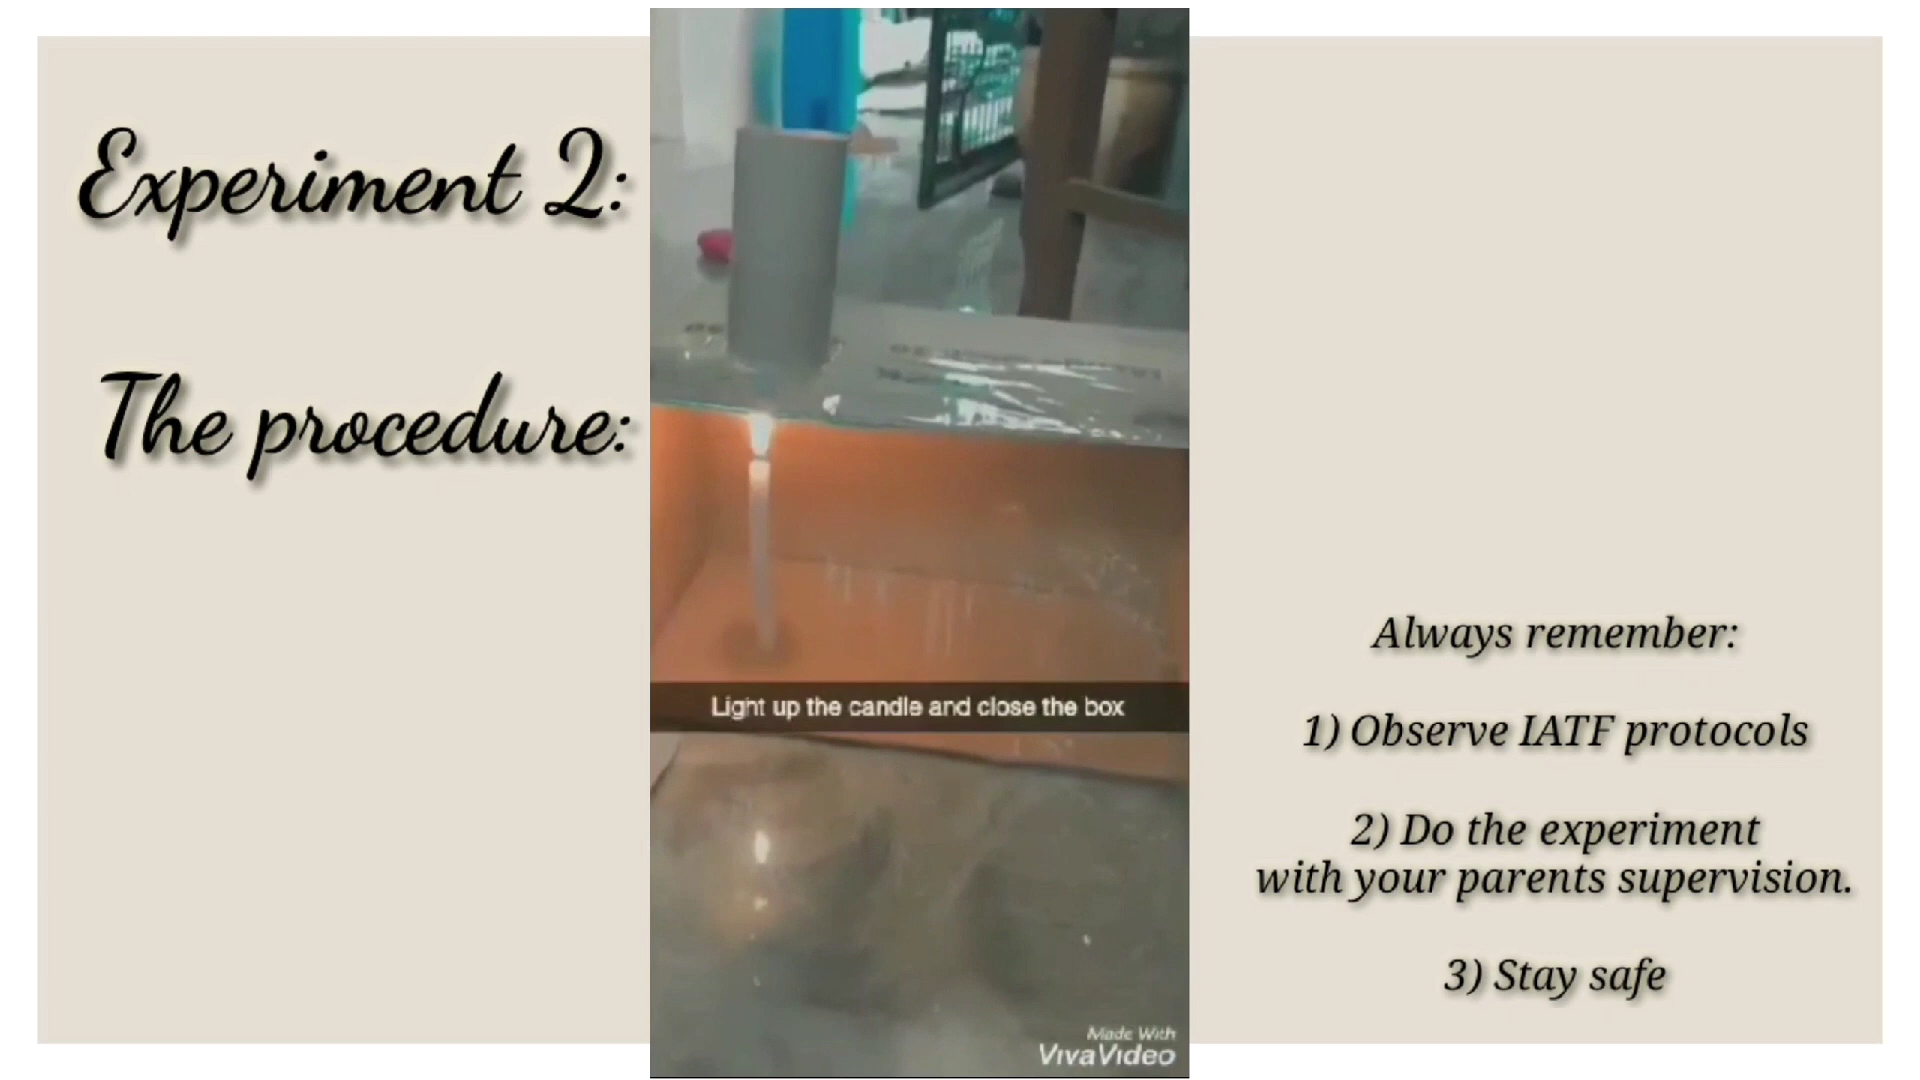 Experiment 2:
The procedure:
Light up the candle and close the box
Made With
VivaVideo
Always remember:
1) Observe IATF protocols
2) Do the experiment
with your parents supervision.
3) Stay safe